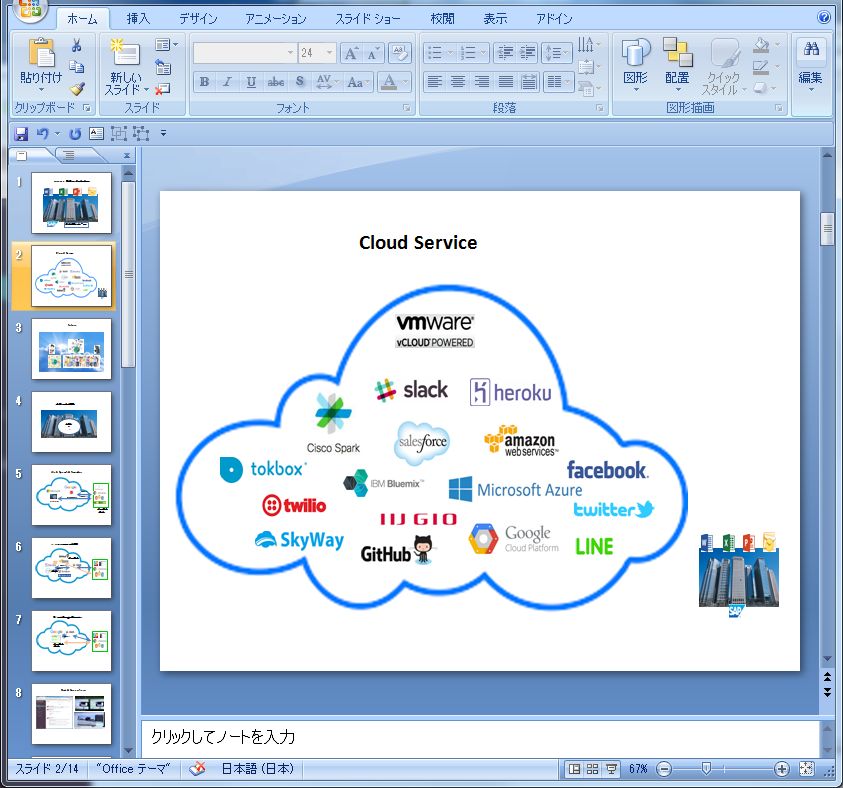 ホーム 挿入 デザイン アニメーション スライド ショー 校閲 表示 アドイン
貼り付け
新しい
スライド
24
B I U abc S AV Aa A
図形 配置 クイック
スタイル
編集
クリップボード スライド フォント 段落 図形描画
1
2
3
4
5
6
7
8
Cloud Service
vmware®
vCLOUD POWERED
slack
heroku
Cisco Spark
salesforce
amazon
web services™
tokbox
IBM Bluemix™
Microsoft Azure
facebook.
twilio
twitter
IIJ GIO
SkyWay
GitHub
Google
Cloud Platform
LINE
SAP
クリックしてノートを入力
スライド 2/14 "Office テーマ" 日本語 (日本) 67%